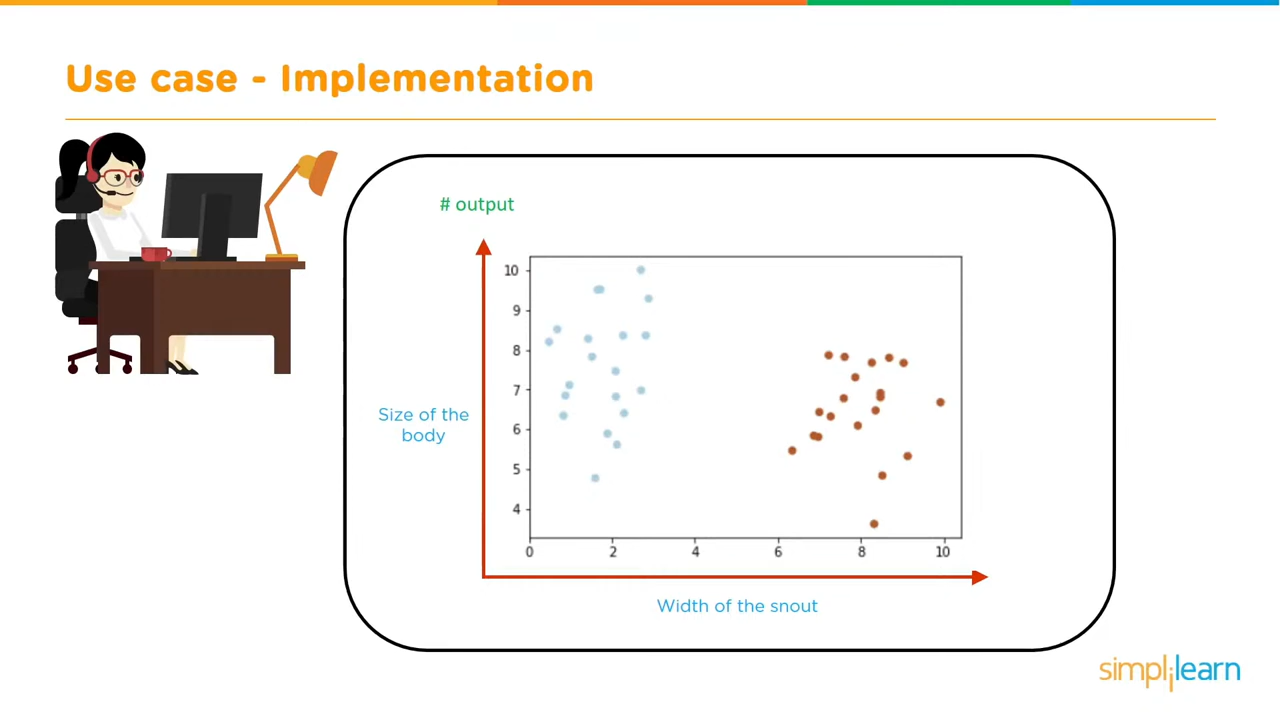 Use case - Implementation
# output
10
9
8
7
6
5
4
Size of the
body
0 2 4 6 8 10
Width of the snout
simplilearn